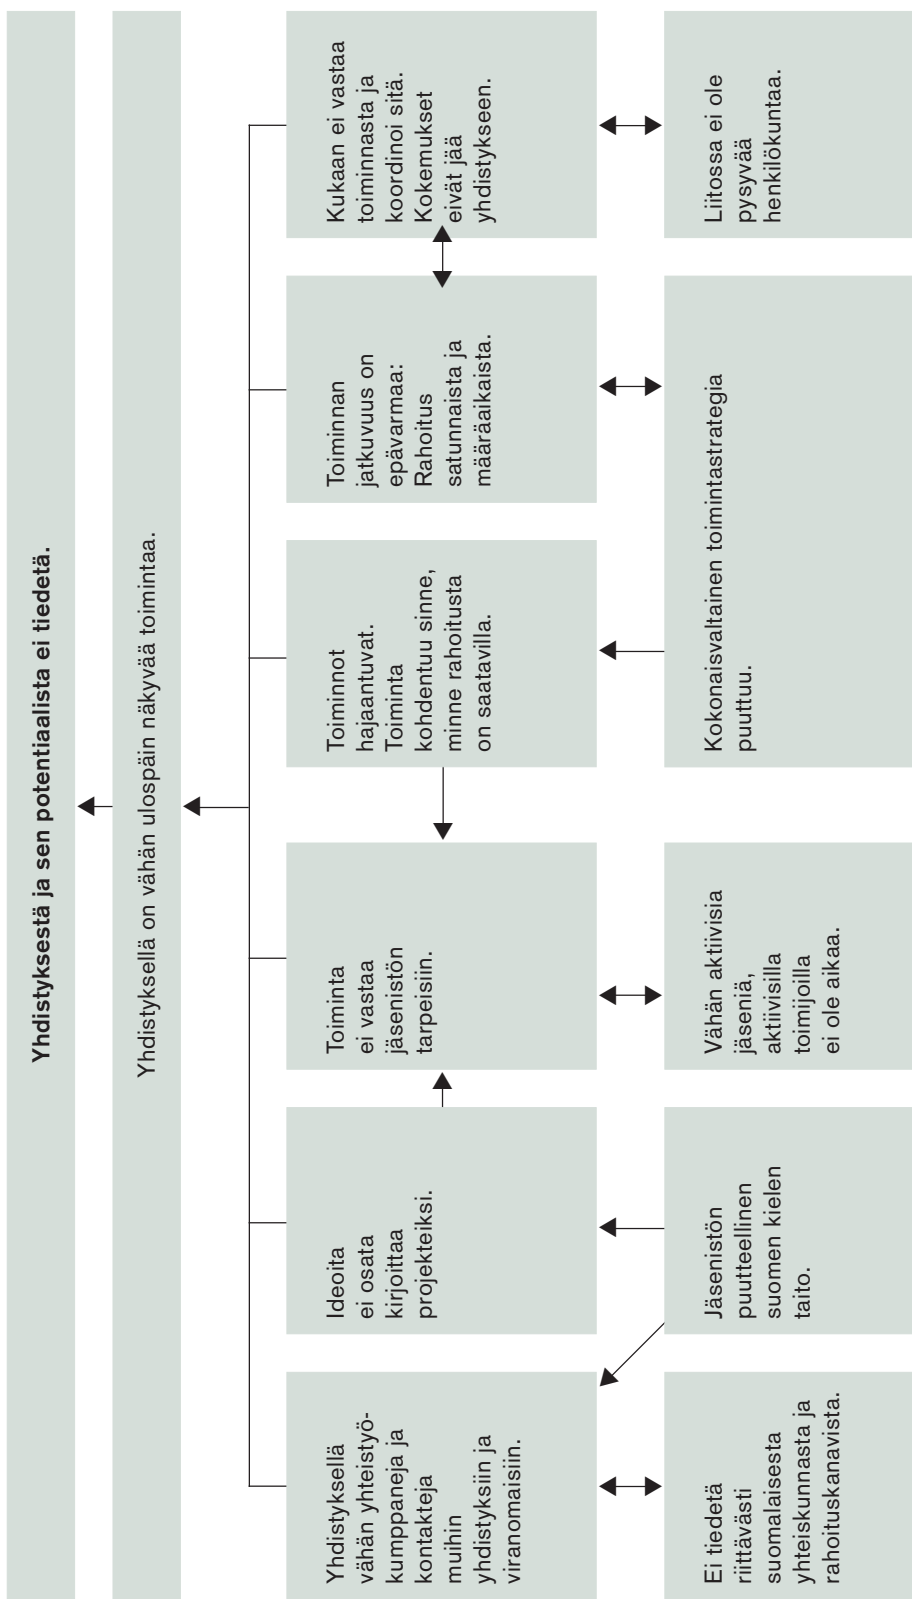 Yhdistyksestä ja sen potentiaalista ei tiedetä.
Yhdistyksellä on vähän ulospäin näkyvää toimintaa.
Yhdistyksellä
vähän yhteistyö-
kumppaneja ja
kontakteja
muihin
yhdistyksiin ja
viranomaisiin.
Ideoita
ei osata
kirjoittaa
projekteiksi.
Toiminta
ei vastaa
jäsenistön
tarpeisiin.
Toiminnot
hajaantuvat.
Toiminta
kohdentuu sinne,
minne rahoitusta
on saatavilla.
Toiminnan
jatkuvuus on
epävarmaa:
Rahoitus
satunnaista ja
määräaikaista.
Kukaan ei vastaa
toiminnasta ja
koordinoi sitä.
Kokemukset
eivät jää
yhdistykseen.
Ei tiedetä
riittävästi
suomalaisesta
yhteiskunnasta ja
rahoituskanavista.
Jäsenistön
puutteellinen
suomen kielen
taito.
Vähän aktiivisia
jäseniä,
aktiivisilla
toimijoilla
ei ole aikaa.
Kokonaisvaltainen toimintastrategia
puuttuu.
Liitossa ei ole
pysyvää
henkilökuntaa.